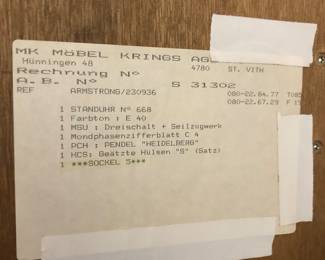 MK MÖBEL KRINGS AG
Hünningen 48
4780 ST. VITH
Rechnung N°
A.B. N° S 31302
080-22.84.77
REF ARMSTRONG/230936
080-22.67.29
1 STANDUHR N° 668
1 Farbton : E 40
1 MSU : Dreischalt + Seilzugwerk
1 Mondphasenzifferblatt C 4
1 PCH : PENDEL "HEIDELBERG"
1 HCS: Geätzte Hülsen "S" (Satz)
1 ***SOCKEL S***